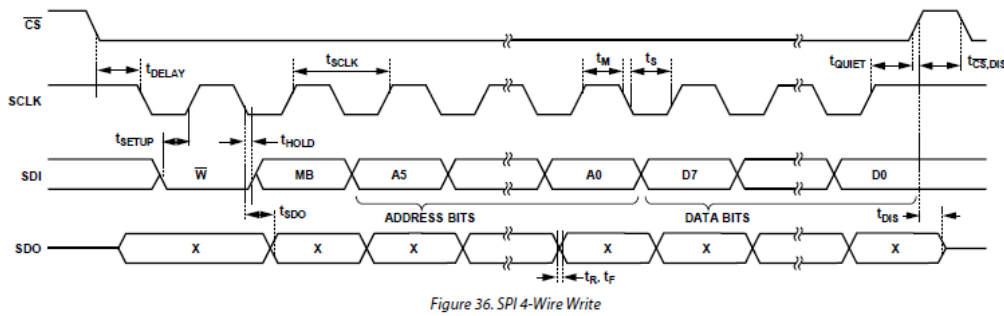 CS
tDELAY
tSCLK
tM
tS
tQUIET
tCS,DIS
SCLK
tSETUP
tHOLD
SDI
W
MB
A5
A0
D7
D0
tSDO
ADDRESS BITS
DATA BITS
tDIS
SDO
X
X
X
X
X
X
tR, tF
Figure 36. SPI 4-Wire Write